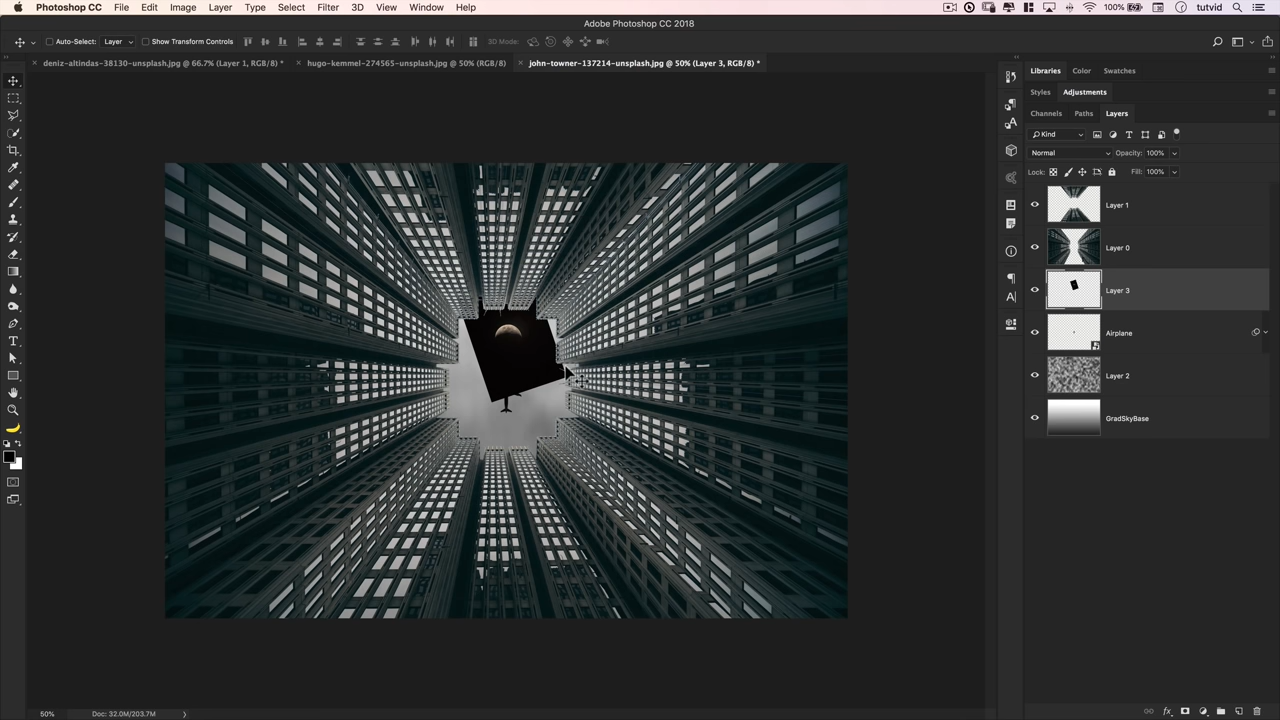 Photoshop CC File Edit Image Layer Type Select Filter 3D View Window Help 100% tutvid
Adobe Photoshop CC 2018
Auto-Select: Layer Show Transform Controls 3D Mode:
× deniz-altindas-38130-unsplash.jpg @ 66.7% (Layer 1, RGB/8) * × hugo-kemmel-274565-unsplash.jpg @ 50% (RGB/8) × john-towner-137214-unsplash.jpg @ 50% (Layer 3, RGB/8) *
Libraries Color Swatches
Styles Adjustments
Channels Paths Layers
Kind
Normal Opacity: 100%
Lock: Fill: 100%
Layer 1
Layer 0
Layer 3
Airplane
Layer 2
GradSkyBase
50% Doc: 32.0M/203.7M